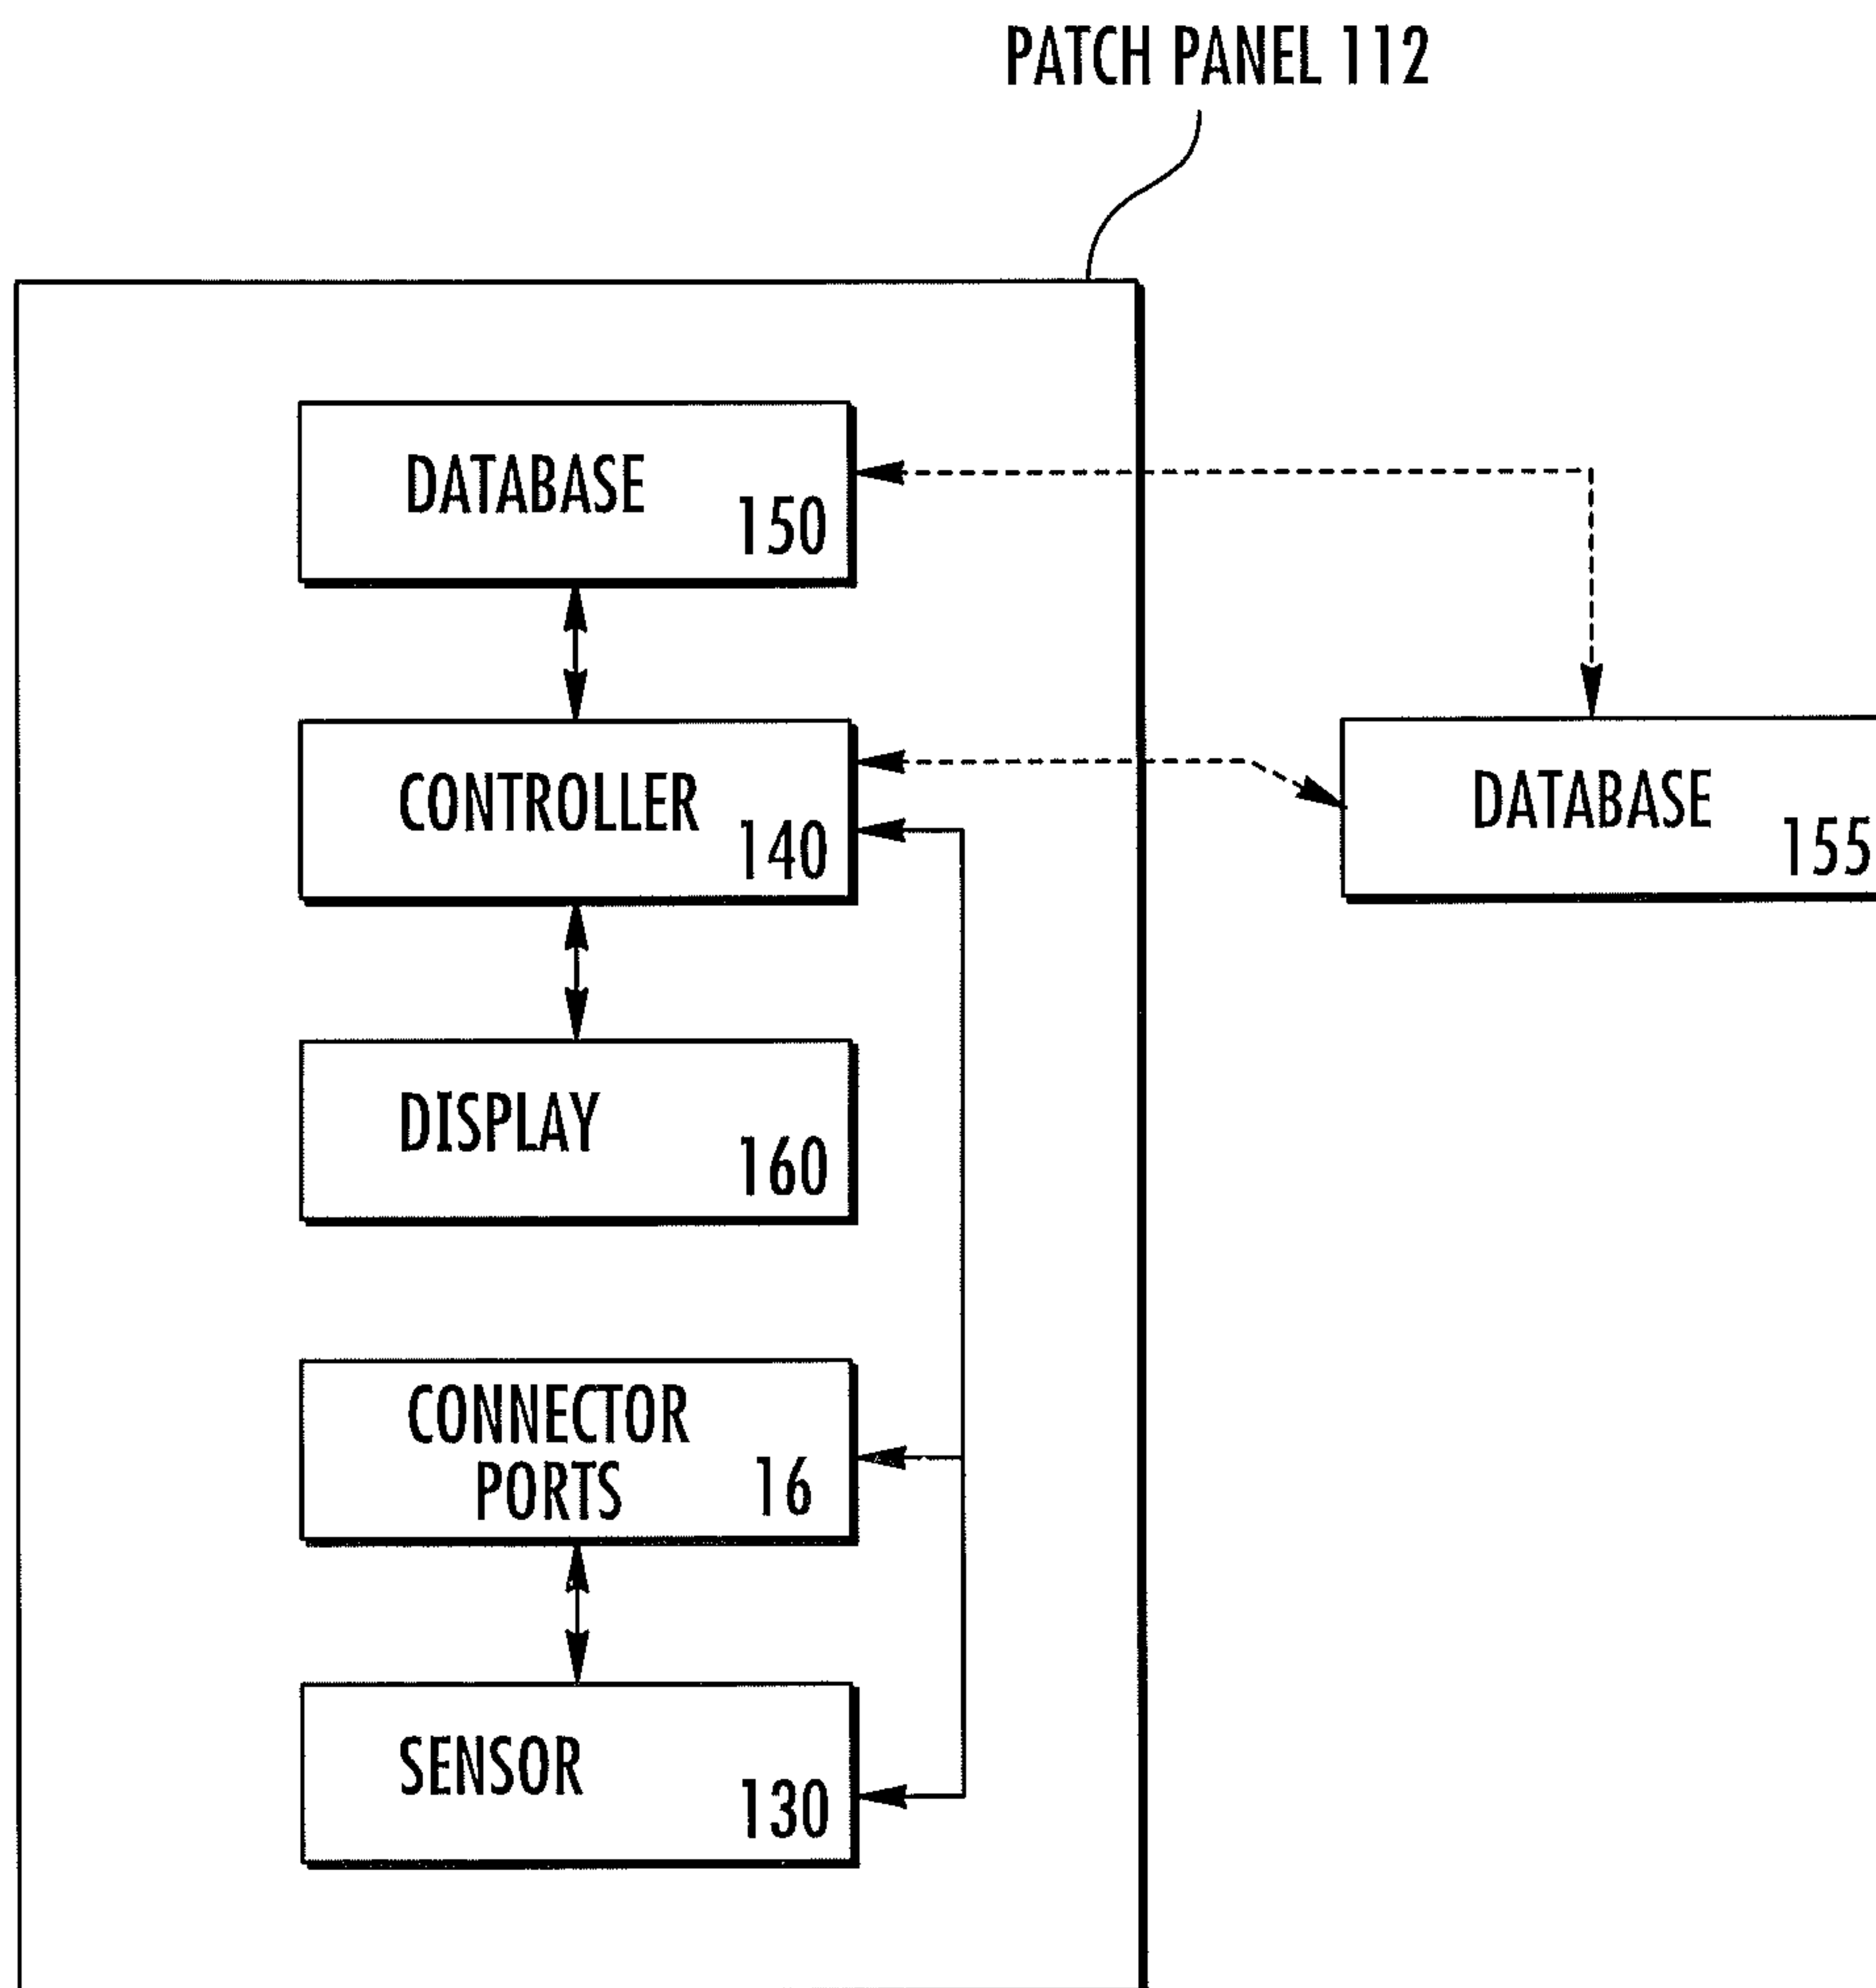 PATCH PANEL 112
DATABASE
150
CONTROLLER
140
DATABASE
155
DISPLAY
160
CONNECTOR
PORTS
16
SENSOR
130